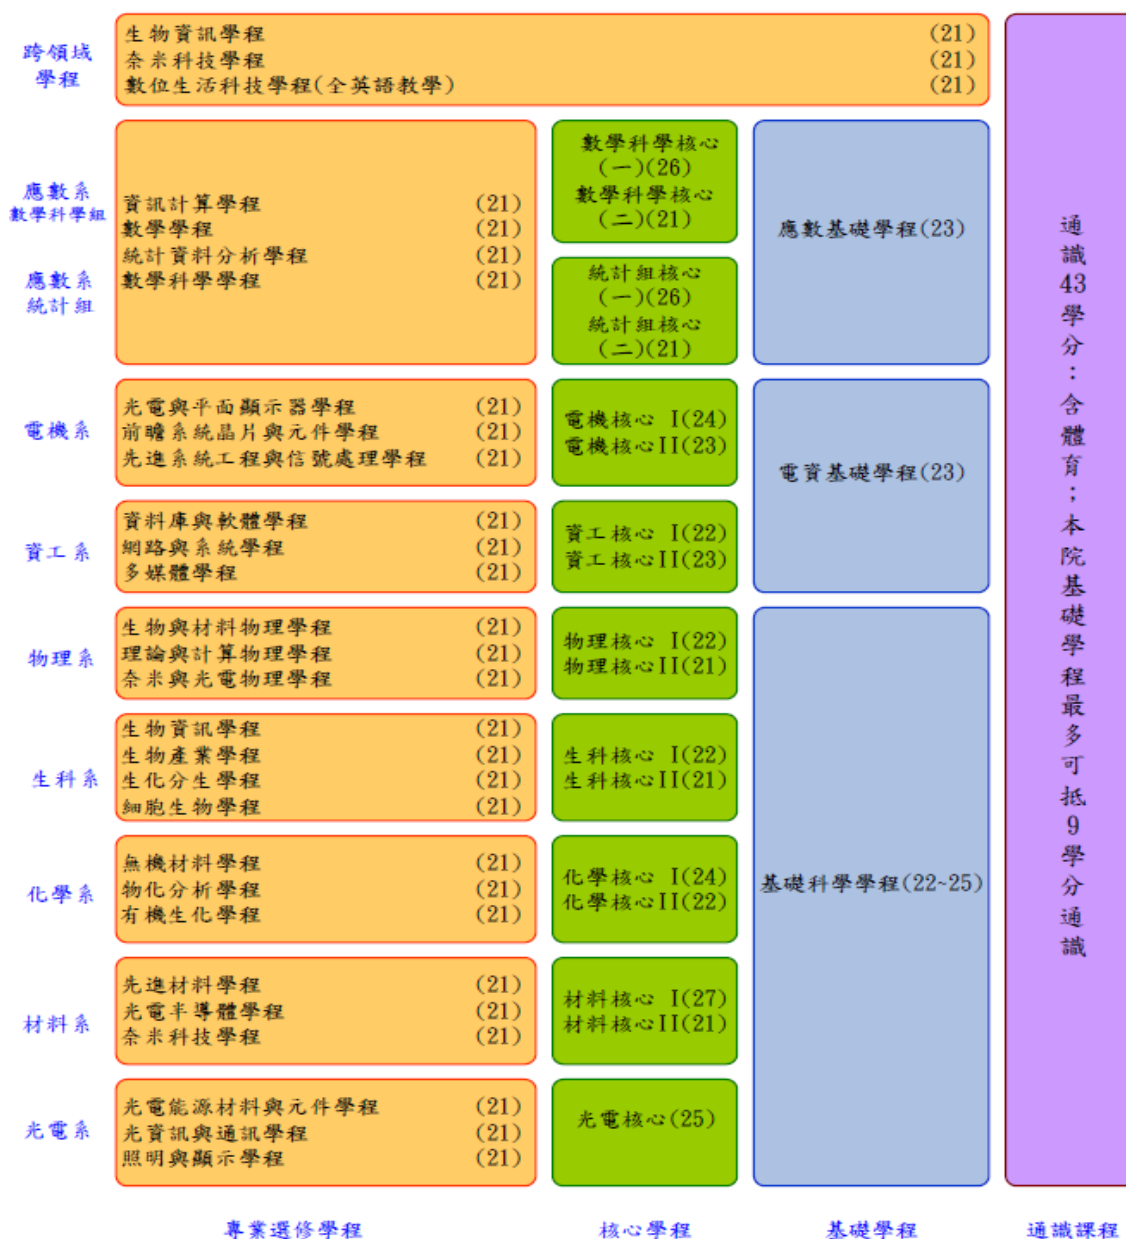 跨領域
學程
生物資訊學程 (21)
奈米科技學程 (21)
數位生活科技學程(全英語教學) (21)
應數系
數學科學組
應數系
統計組
資訊計算學程 (21)
數學學程 (21)
統計資料分析學程 (21)
數學科學學程 (21)
數學科學核心
(一)(26)
數學科學核心
(二)(21)
統計組核心
(一)(26)
統計組核心
(二)(21)
應數基礎學程(23)
電機系
光電與平面顯示器學程 (21)
前瞻系統晶片與元件學程 (21)
先進系統工程與信號處理學程 (21)
電機核心 I(24)
電機核心II(23)
電資基礎學程(23)
資工系
資料庫與軟體學程 (21)
網路與系統學程 (21)
多媒體學程 (21)
資工核心 I(22)
資工核心II(23)
物理系
生物與材料物理學程 (21)
理論與計算物理學程 (21)
奈米與光電物理學程 (21)
物理核心 I(22)
物理核心II(21)
生科系
生物資訊學程 (21)
生物產業學程 (21)
生化分生學程 (21)
細胞生物學程 (21)
生科核心 I(22)
生科核心II(21)
化學系
無機材料學程 (21)
物化分析學程 (21)
有機生化學程 (21)
化學核心 I(24)
化學核心II(22)
基礎科學學程(22~25)
材料系
先進材料學程 (21)
光電半導體學程 (21)
奈米科技學程 (21)
材料核心 I(27)
材料核心II(21)
光電系
光電能源材料與元件學程 (21)
光資訊與通訊學程 (21)
照明與顯示學程 (21)
光電核心(25)
通識43學分：含體育；本院基礎學程最多可抵9學分通識
專業選修學程
核心學程
基礎學程
通識課程